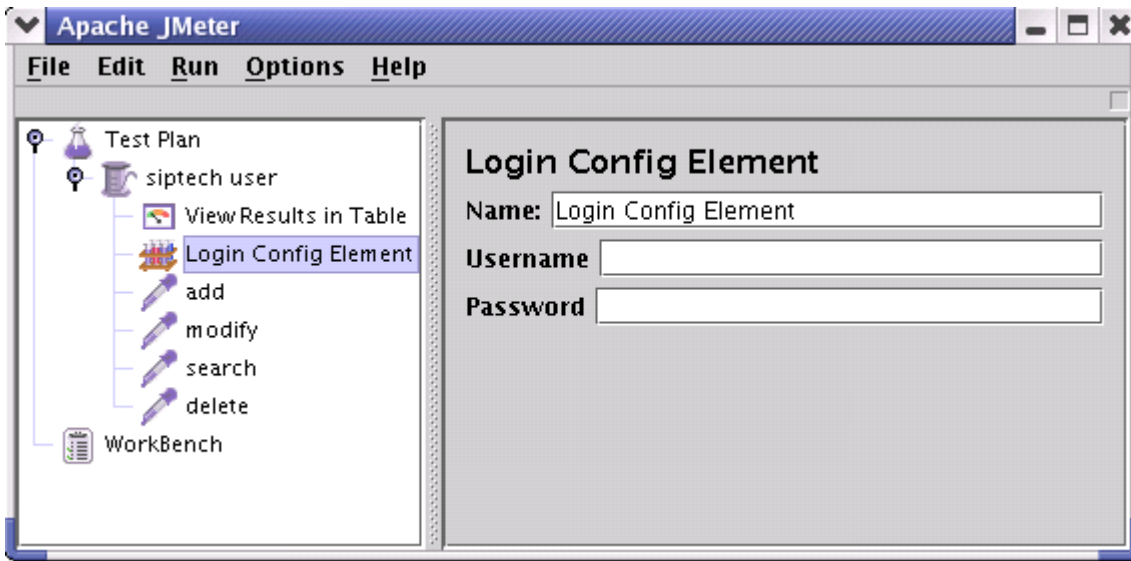 Apache JMeter
File Edit Run Options Help
Test Plan
siptech user
View Results in Table
Login Config Element
add
modify
search
delete
WorkBench
Login Config Element
Name: Login Config Element
Username
Password